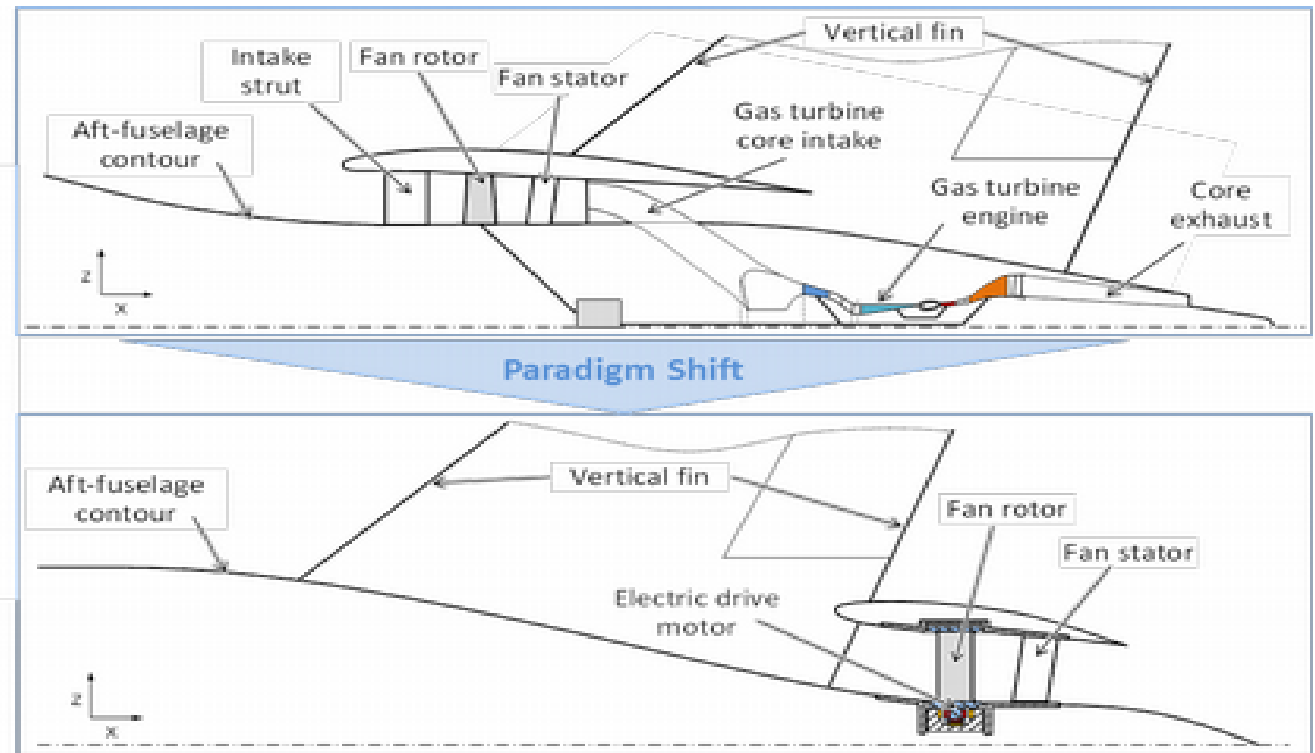 Vertical fin
Intake
strut
Fan rotor
Fan stator
Gas turbine
core intake
Aft-fuselage
contour
Gas turbine
engine
Core
exhaust
z
x
Paradigm Shift
Aft-fuselage
contour
Vertical fin
Fan rotor
Fan stator
Electric drive
motor
z
x